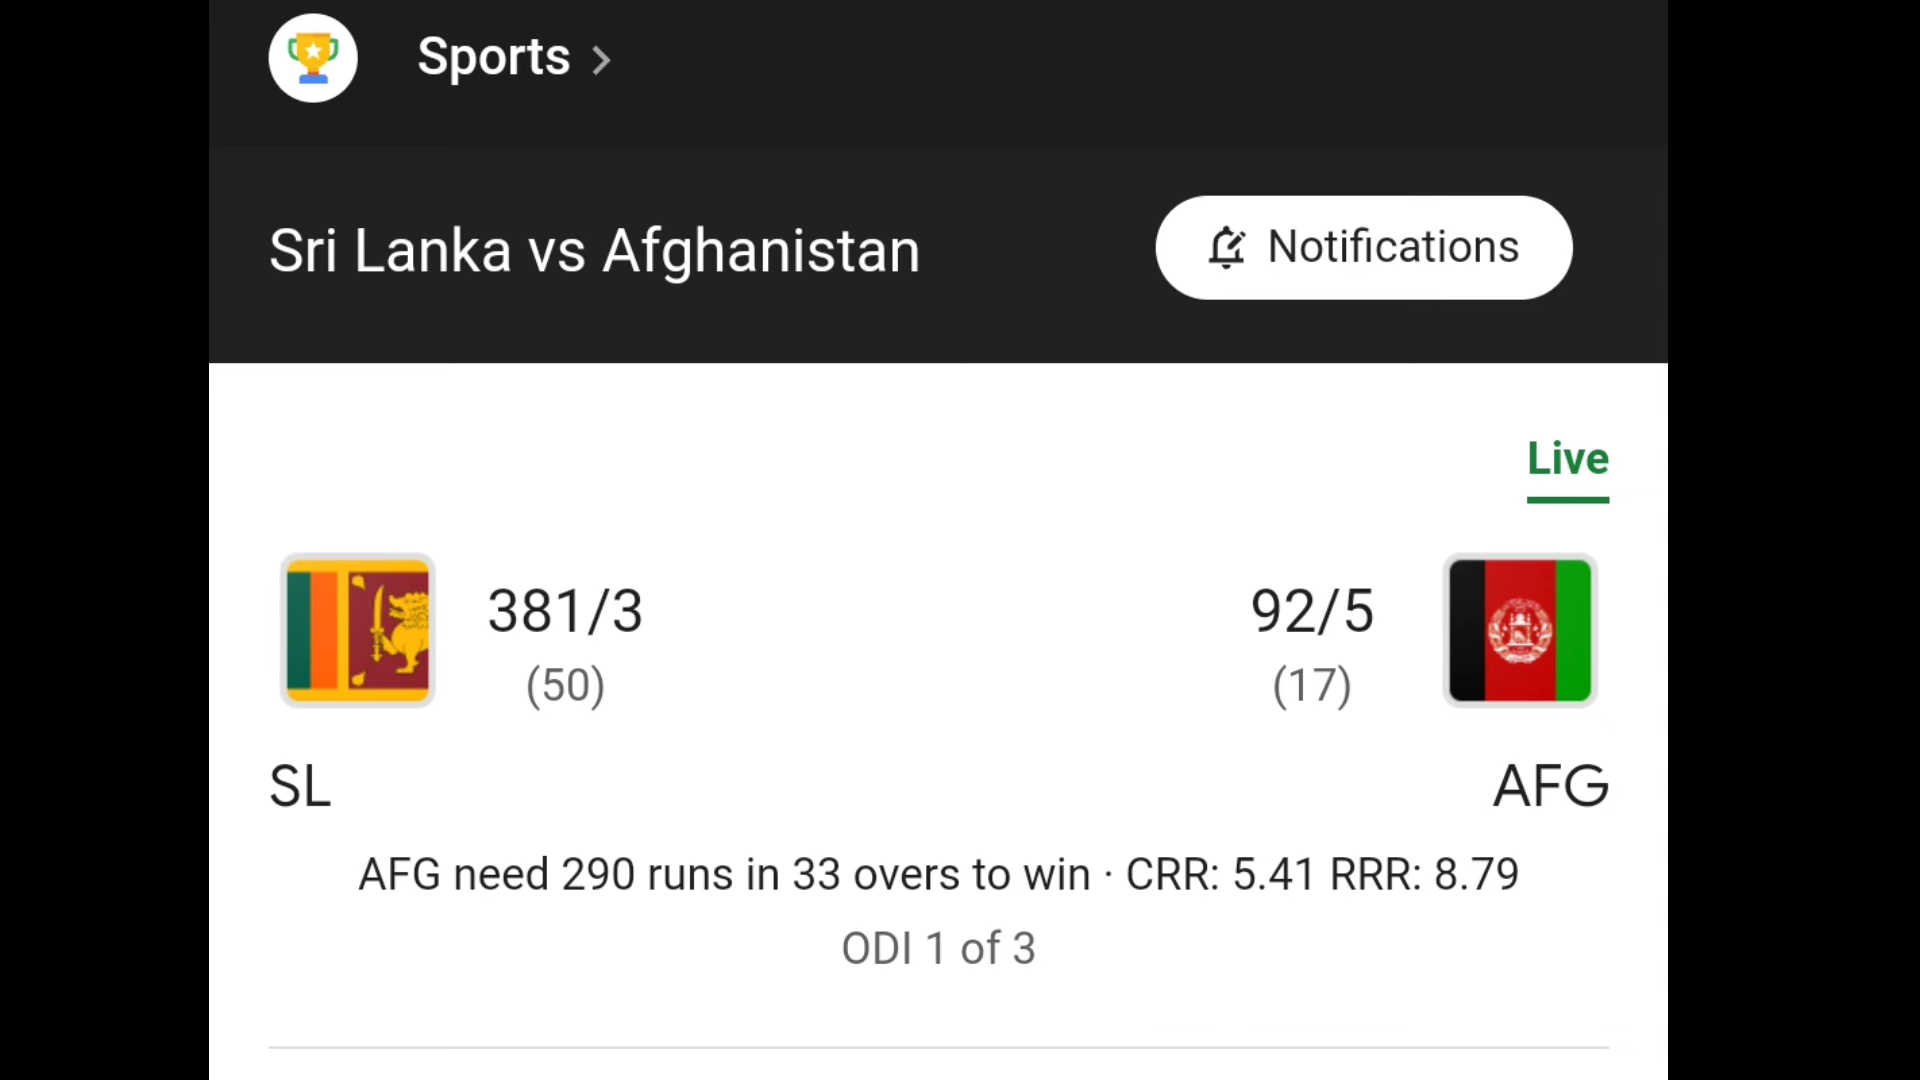 Sports
Sri Lanka vs Afghanistan
Notifications
Live
381/3
(50)
92/5
(17)
SL
AFG
AFG need 290 runs in 33 overs to win · CRR: 5.41 RRR: 8.79
ODI 1 of 3